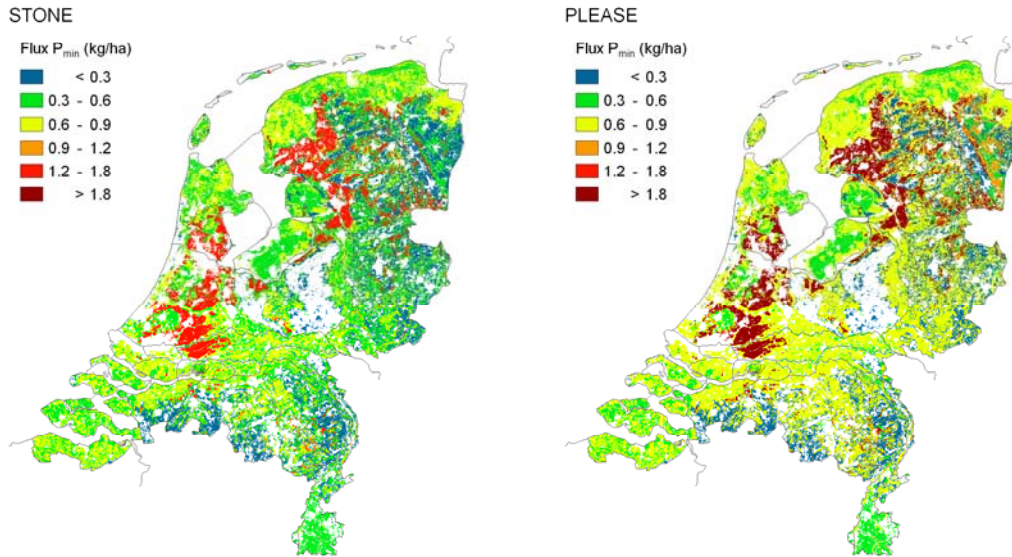 STONE
Flux Pmin (kg/ha)
< 0.3
0.3 - 0.6
0.6 - 0.9
0.9 - 1.2
1.2 - 1.8
> 1.8
PLEASE
Flux Pmin (kg/ha)
< 0.3
0.3 - 0.6
0.6 - 0.9
0.9 - 1.2
1.2 - 1.8
> 1.8